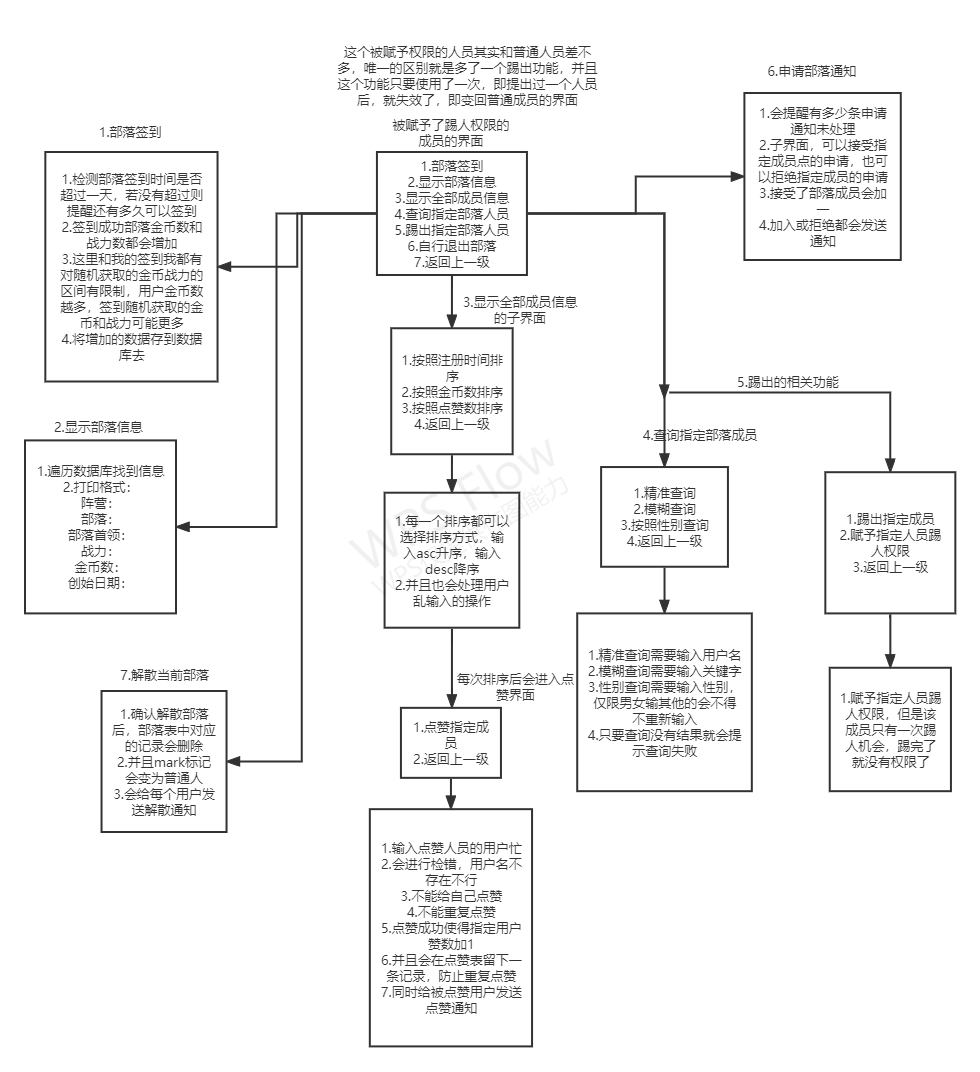 这个被赋予权限的人员其实和普通人员差不
多，唯一的区别就是多了一个踢出功能，并且
这个功能只要使用了一次，即提出过一个人员
后，就失效了，即变回普通成员的界面
被赋予了踢人权限的
成员的界面
1.部落签到
2.显示部落信息
3.显示全部成员信息
4.查询指定部落人员
5.踢出指定部落人员
6.自行退出部落
7.返回上一级
1.部落签到
1.检测部落签到时间是否
超过一天，若没有超过则
提醒还有多久可以签到
2.签到成功部落金币数和
战力数都会增加
3.这里和我的签到我都有
对随机获取的金币战力的
区间有限制，用户金币数
越多，签到随机获取的金
币和战力可能更多
4.将增加的数据存到数据
库去
2.显示部落信息
1.遍历数据库找到信息
2.打印格式：
阵营：
部落：
部落首领：
战力：
金币数：
创始日期：
7.解散当前部落
1.确认解散部落
后，部落表中对应
的记录会删除
2.并且mark标记
会变为普通人
3.会给每个用户发
送解散通知
3.显示全部成员信息
的子界面
1.按照注册时间排
序
2.按照金币数排序
3.按照点赞数排序
4.返回上一级
1.每一个排序都可以
选择排序方式，输
入asc升序，输入
desc降序
2.并且也会处理用户
乱输入的操作
每次排序后会进入点
赞界面
1.点赞指定成
员
2.返回上一级
1.输入点赞人员的用户忙
2.会进行检错，用户名不
存在不行
3.不能给自己点赞
4.不能重复点赞
5.点赞成功使得指定用户
赞数加1
6.并且会在点赞表留下一
条记录，防止重复点赞
7.同时给被点赞用户发送
点赞通知
6.申请部落通知
1.会提醒有多少条申请
通知未处理
2.子界面，可以接受指
定成员点的申请，也可
以拒绝指定成员的申请
3.接受了部落成员会加
一
4.加入或拒绝都会发送
通知
4.查询指定部落成员
1.精准查询
2.模糊查询
3.按照性别查询
4.返回上一级
1.精准查询需要输入用户名
2.模糊查询需要输入关键字
3.性别查询需要输入性别，
仅限男女输其他的会不得
不重新输入
4.只要查询没有结果就会提
示查询失败
5.踢出的相关功能
1.踢出指定成员
2.赋予指定人员踢
人权限
3.返回上一级
1.赋予指定人员踢
人权限，但是该
成员只有一次踢
人机会，踢完了
就没有权限了
WPS Flow